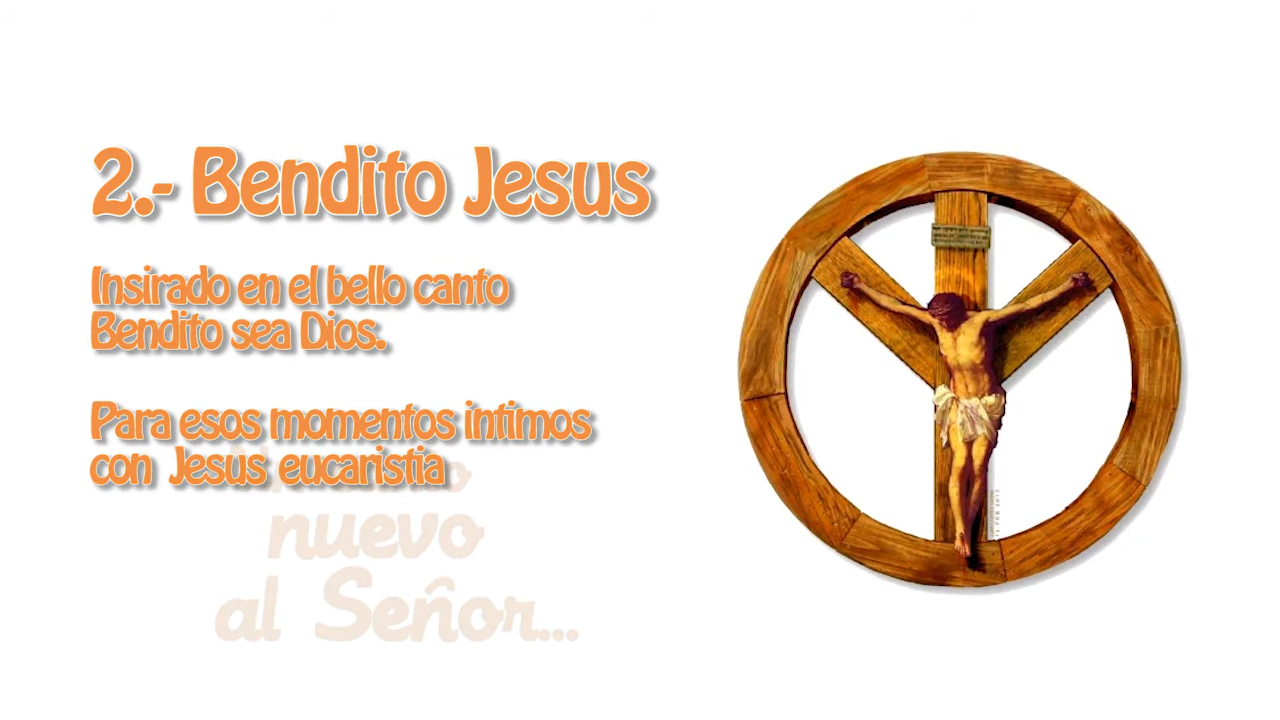 2.- Bendito Jesus
Insirado en el bello canto
Bendito sea Dios.
Para esos momentos intimos
con Jesus eucaristia
nuevo
al Señor...